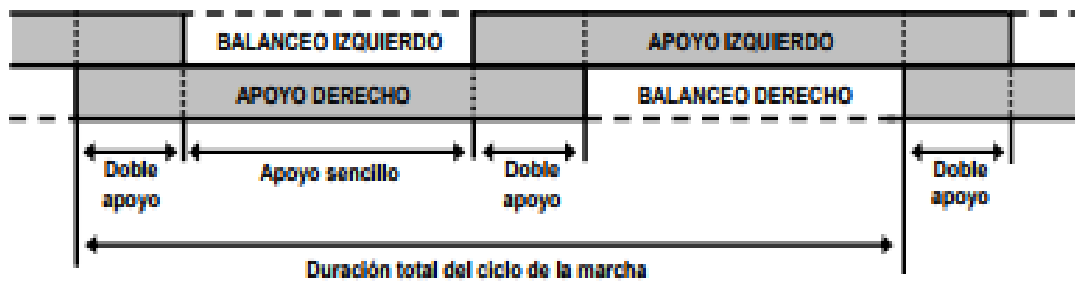 BALANCEO IZQUIERDO
APOYO IZQUIERDO
APOYO DERECHO
BALANCEO DERECHO
Doble
apoyo
Apoyo sencillo
Doble
apoyo
Doble
apoyo
Duración total del ciclo de la marcha